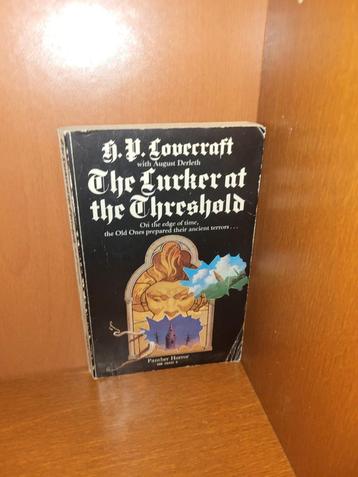 H. P. Lovecraft
with August Derleth
The Lurker at
the Threshold
On the edge of time,
the Old Ones prepared their ancient terrors...
Panther Horror